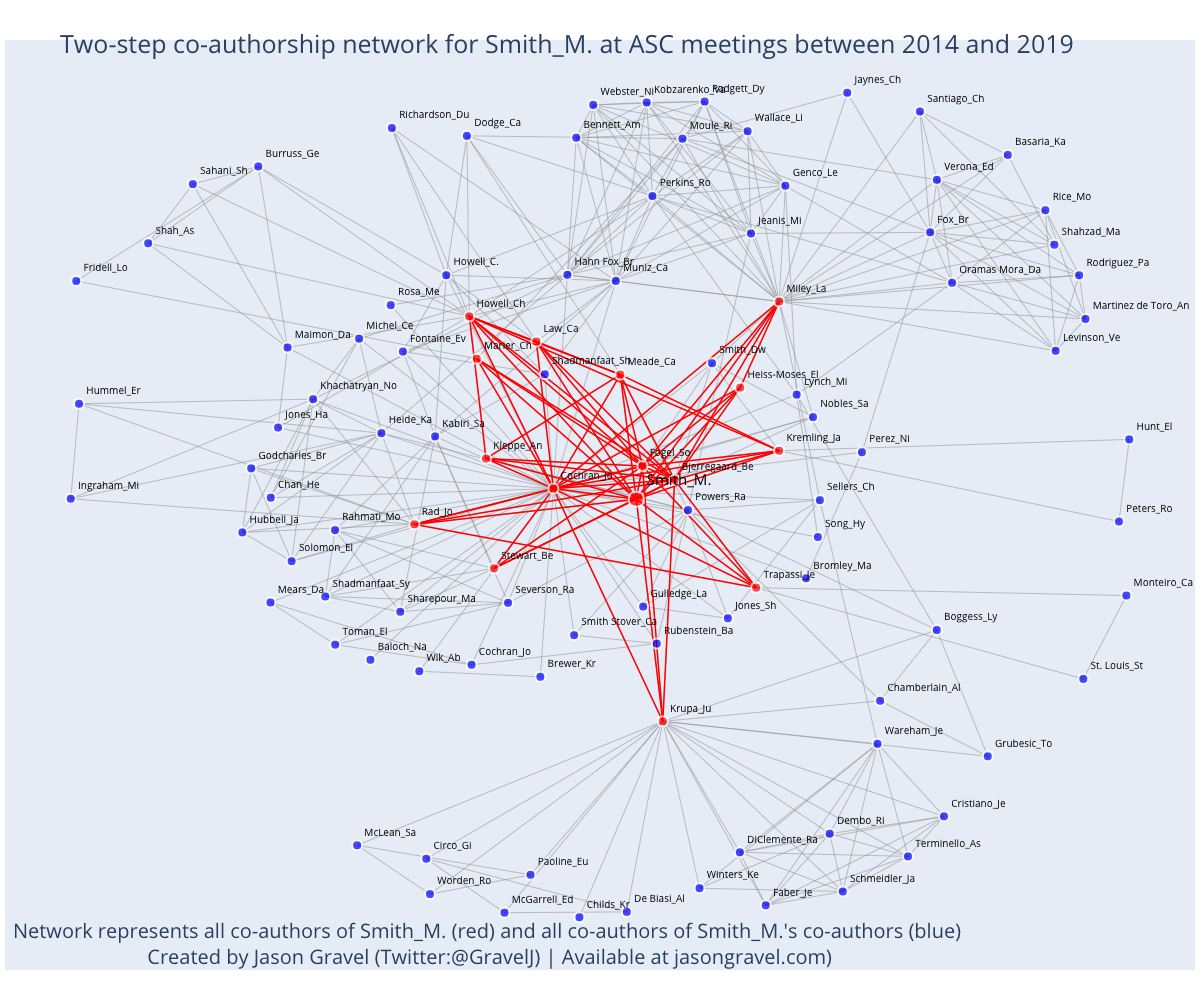 Two-step co-authorship network for Smith_M. at ASC meetings between 2014 and 2019
Jaynes_Ch
Webster_Ni
Kobzarenko_Va
Padgett_Dy
Santiago_Ch
Richardson_Du
Dodge_Ca
Bennett_Am
Moule_Ri
Wallace_Li
Basaria_Ka
Burruss_Ge
Sahani_Sh
Genco_Le
Verona_Ed
Perkins_Ro
Rice_Mo
Shah_As
Jeanis_Mi
Fox_Br
Shahzad_Ma
Fridell_Lo
Howell_C.
Hahn Fox_Br
Muniz_Ca
Oramas Mora_Da
Rodriguez_Pa
Rosa_Me
Howell_Ch
Miley_La
Martinez de Toro_An
Maimon_Da
Michel_Ce
Fontaine_Ev
Marier_Ch
Law_Ca
Levinson_Ve
Shadmanfaat_Sh
Meade_Ca
Smith_Dw
Heiss-Moses_El
Lynch_Mi
Hummel_Er
Khachatryan_No
Nobles_Sa
Jones_Ha
Heide_Ka
Kabiri_Sa
Kleppe_An
Kremling_Ja
Perez_Ni
Hunt_El
Godcharles_Br
Fogel_So
Bjerregaard_Be
Cochran_Jo
Smith_M.
Ingraham_Mi
Chan_He
Powers_Ra
Sellers_Ch
Peters_Ro
Hubbell_Ja
Rahmati_Mo
Rad_Jo
Song_Hy
Solomon_El
Stewart_Be
Bromley_Ma
Trapassi_Je
Monteiro_Ca
Mears_Da
Shadmanfaat_Sy
Sharepour_Ma
Severson_Ra
Gulledge_La
Jones_Sh
Smith Stover_Ca
Rubenstein_Ba
Boggess_Ly
Toman_El
Baloch_Na
Wlk_Ab
Cochran_Jo
Brewer_Kr
St. Louis_St
Chamberlain_Al
Krupa_Ju
Wareham_Je
Grubesic_To
Cristiano_Je
McLean_Sa
Circo_Gi
Dembo_Ri
DiClemente_Ra
Terminello_As
Paoline_Eu
Worden_Ro
Winters_Ke
Schmeidler_Ja
Faber_Je
McGarrell_Ed
Childs_Kr
De Biasi_Al
Network represents all co-authors of Smith_M. (red) and all co-authors of Smith_M.'s co-authors (blue)
Created by Jason Gravel (Twitter:@GravelJ) | Available at jasongravel.com)